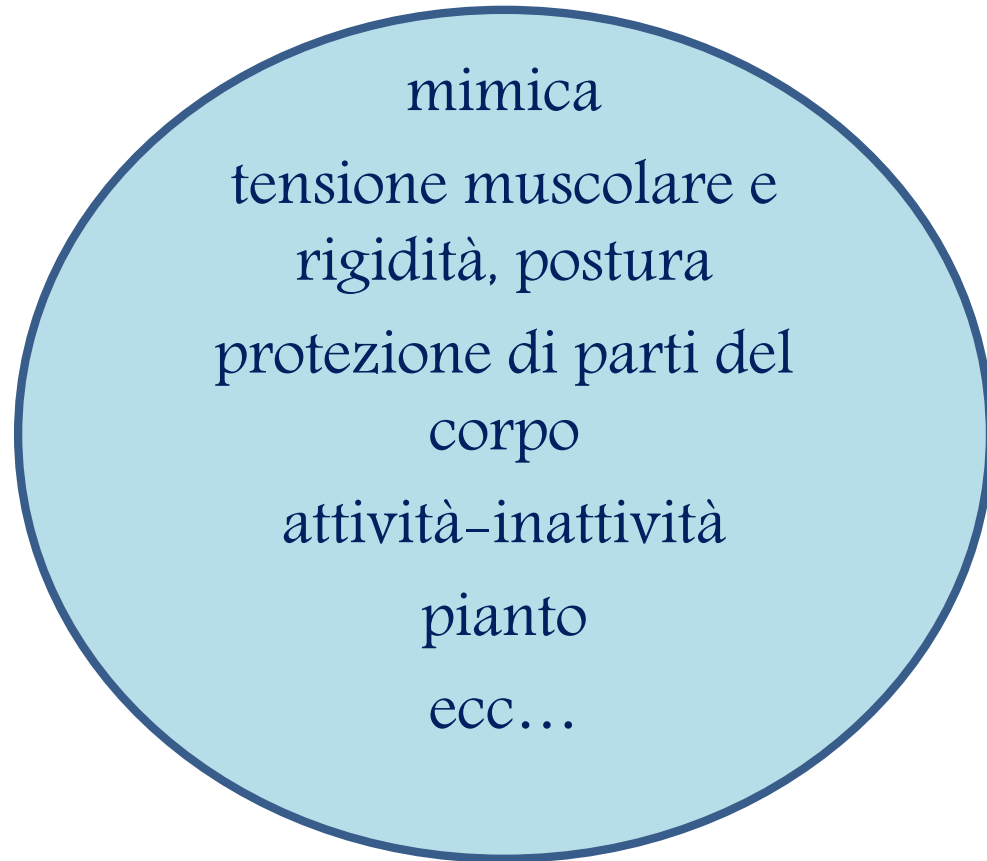 mimica
tensione muscolare e
rigidità, postura
protezione di parti del
corpo
attività-inattività
pianto
ecc...